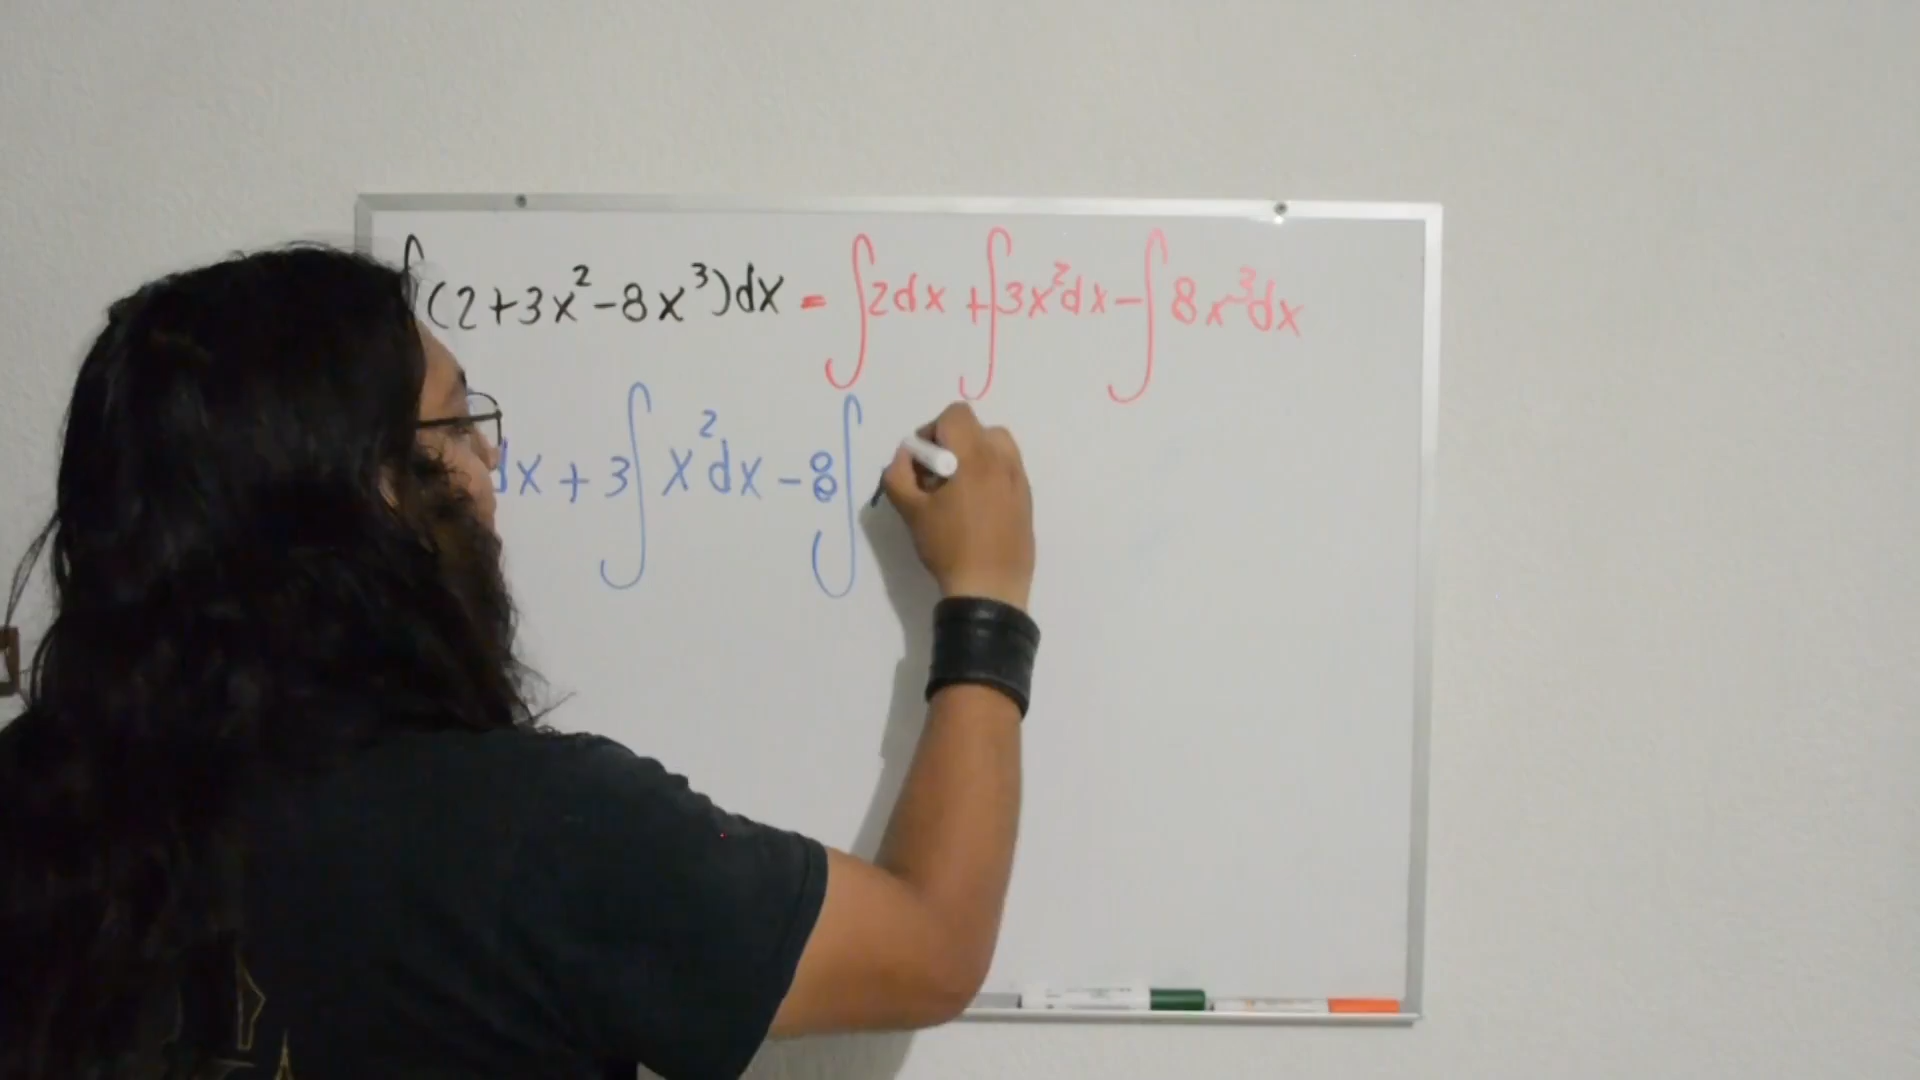 ∫(2+3x²-8x³)dx = ∫2dx + ∫3x²dx - ∫8x³dx
dx + 3∫x²dx - 8∫